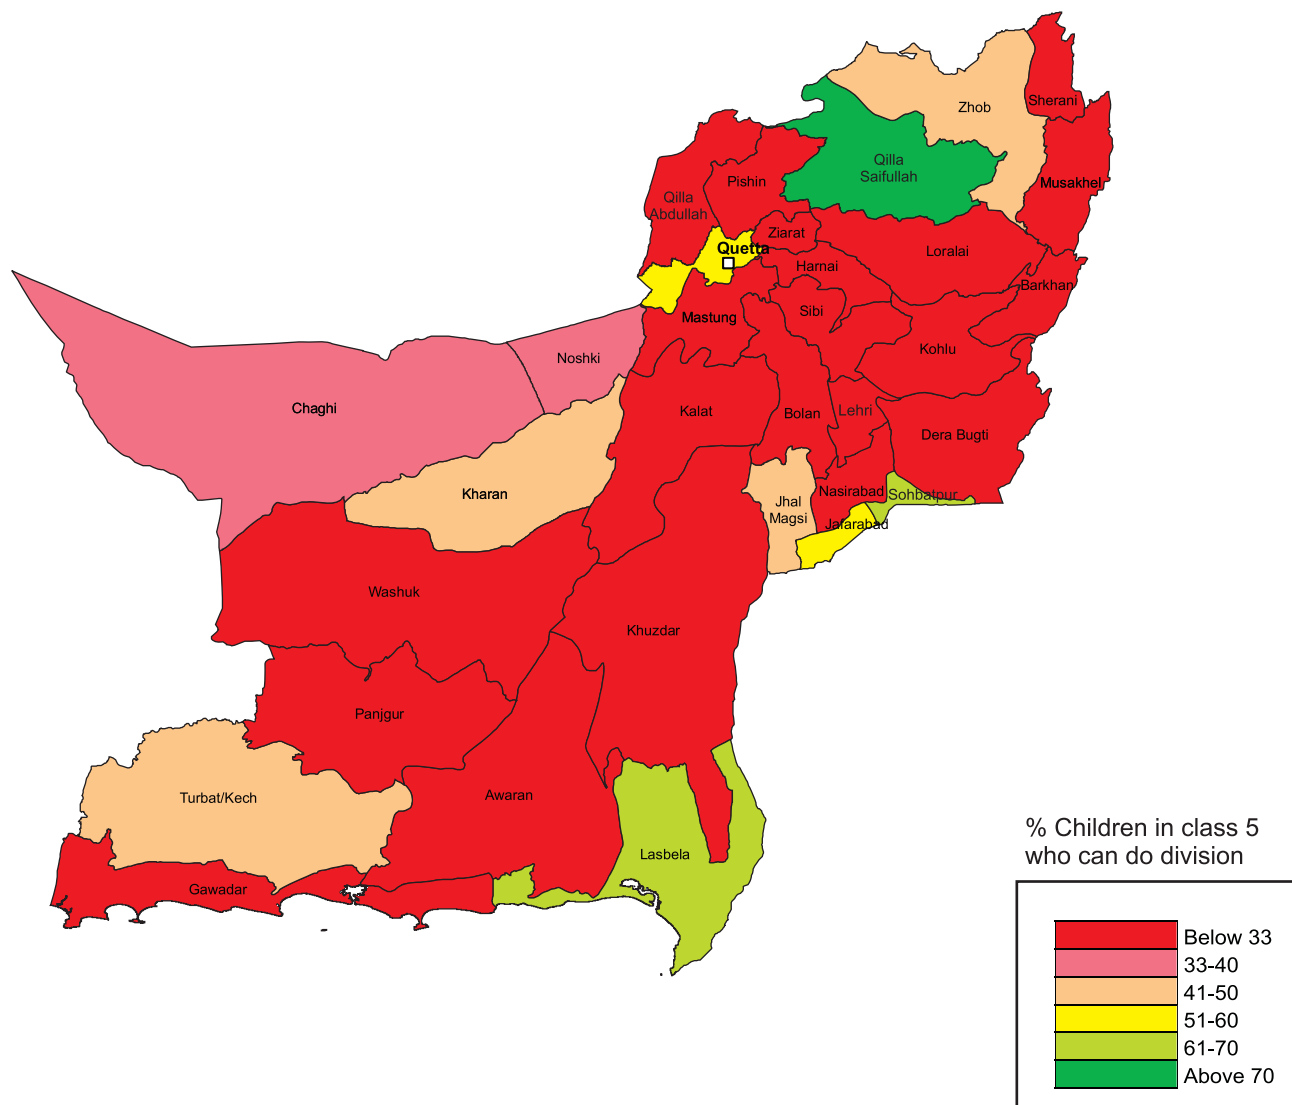 Zhob
Sherani
Qilla
Saifullah
Musakhel
Pishin
Qilla
Abdullah
Ziarat
Quetta
Loralai
Harnai
Barkhan
Sibi
Mastung
Kohlu
Noshki
Chaghi
Kalat
Bolan
Lehri
Dera Bugti
Kharan
Nasirabad
Sohbatpur
Jhal
Magsi
Jafarabad
Washuk
Khuzdar
Panjgur
Turbat/Kech
Awaran
Lasbela
Gawadar
% Children in class 5
who can do division
Below 33
33-40
41-50
51-60
61-70
Above 70